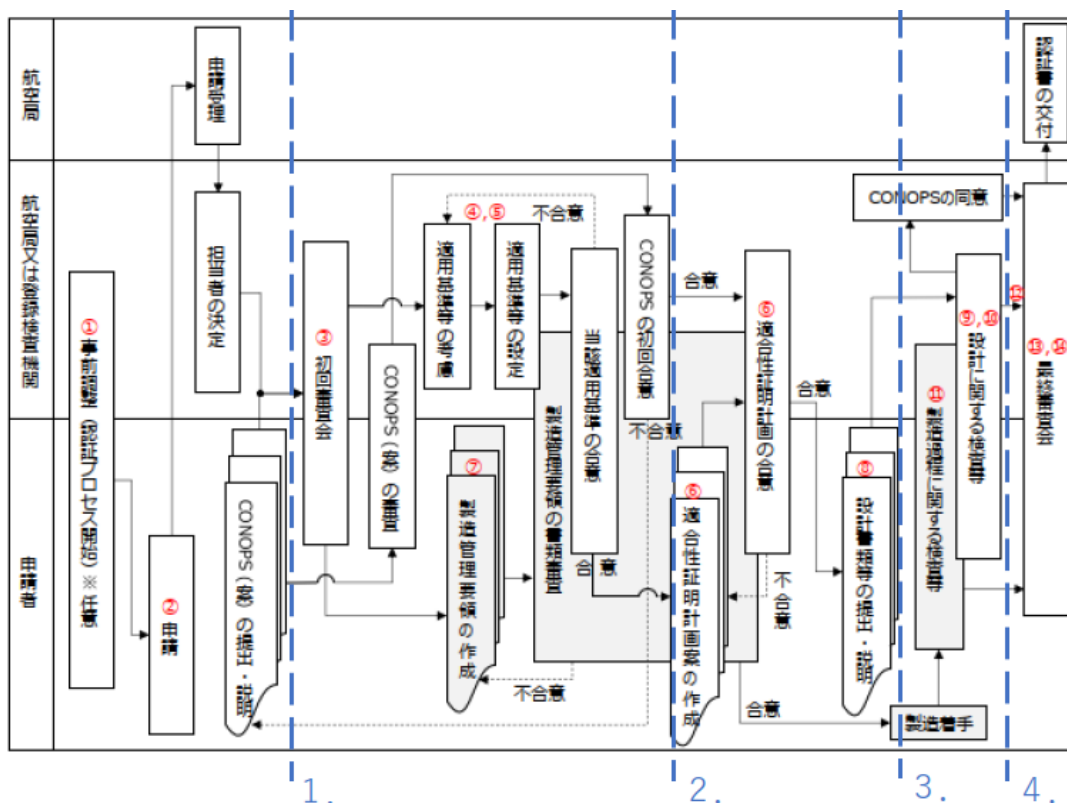 航空局
航空局又は登録検査機関
申請者
①事前調整（認証プロセス開始）※任意
②申請
申請受理
担当者の決定
CONOPS（案）の提出・説明
③初回審査会
CONOPS（案）の審査
④,⑤
適用基準等の考慮
適用基準等の設定
不合意
⑦製造管理要領の作成
製造管理要領の書類審査
不合意
当該適用基準の合意
合意
CONOPSの初回合意
不合意
合意
⑥適合性証明計画案の作成
⑥適合性証明計画の合意
不合意
合意
合意
⑧設計書類等の提出・説明
製造着手
CONOPSの同意
⑪製造過程に関する検査等
⑨,⑩設計に関する検査等
⑫
⑬,⑭最終審査会
認証書の交付
1.
2.
3.
4.